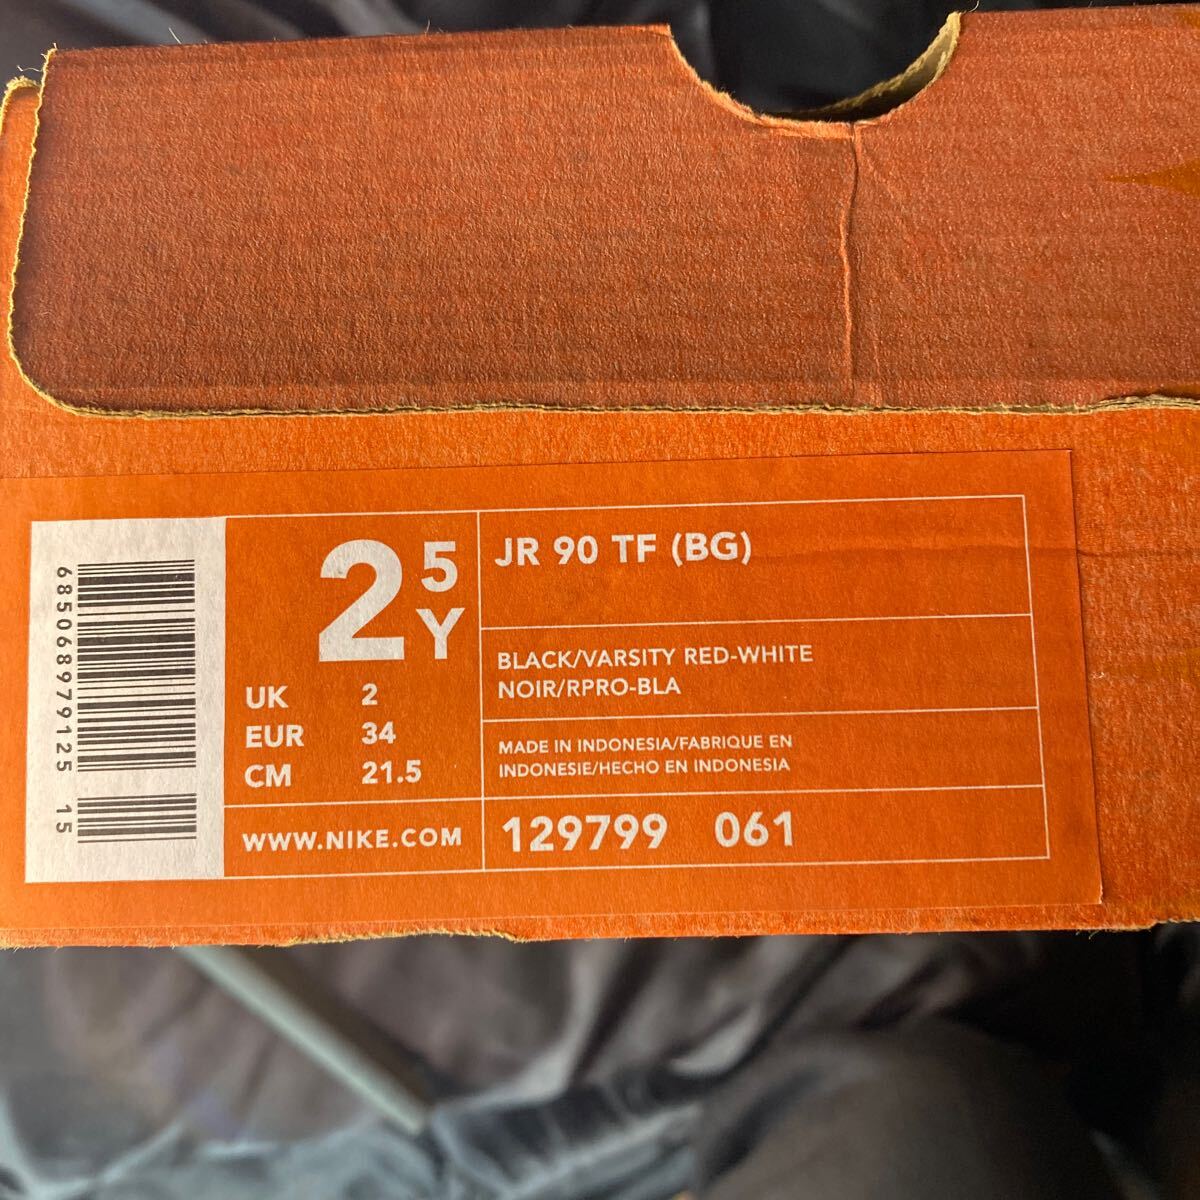 685068979125 15
2 5 Y
UK 2
EUR 34
CM 21.5
WWW.NIKE.COM
JR 90 TF (BG)
BLACK/VARSITY RED-WHITE
NOIR/RPRO-BLA
MADE IN INDONESIA/FABRIQUE EN
INDONESIE/HECHO EN INDONESIA
129799 061